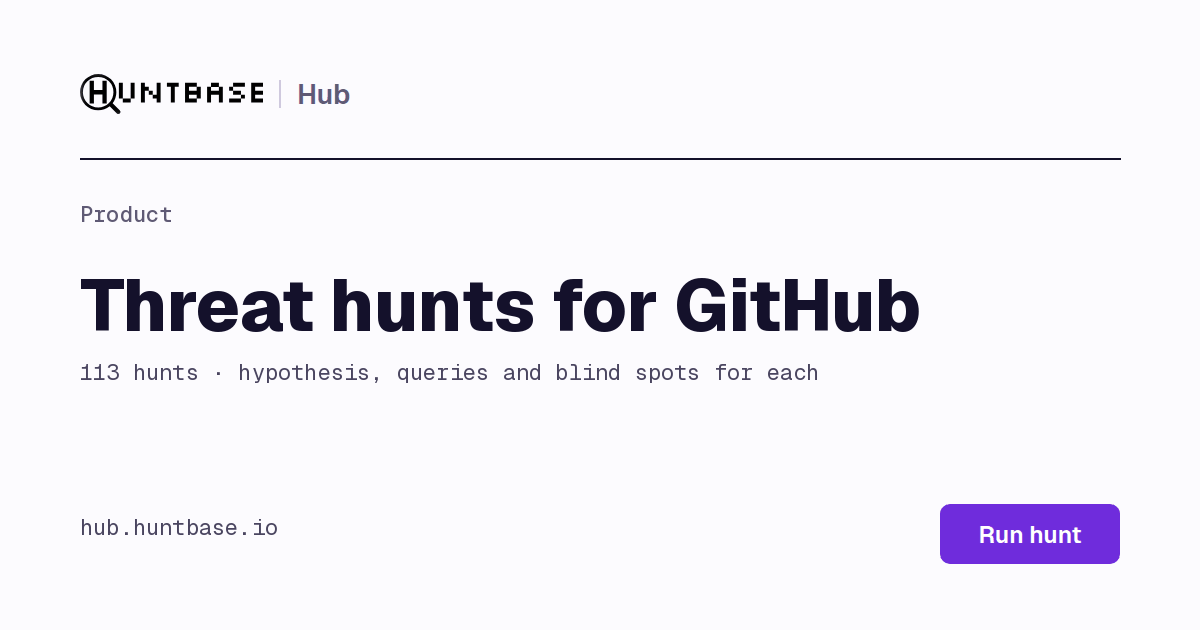 HUNTBASE | Hub
Product
Threat hunts for GitHub
113 hunts · hypothesis, queries and blind spots for each
hub.huntbase.io
Run hunt